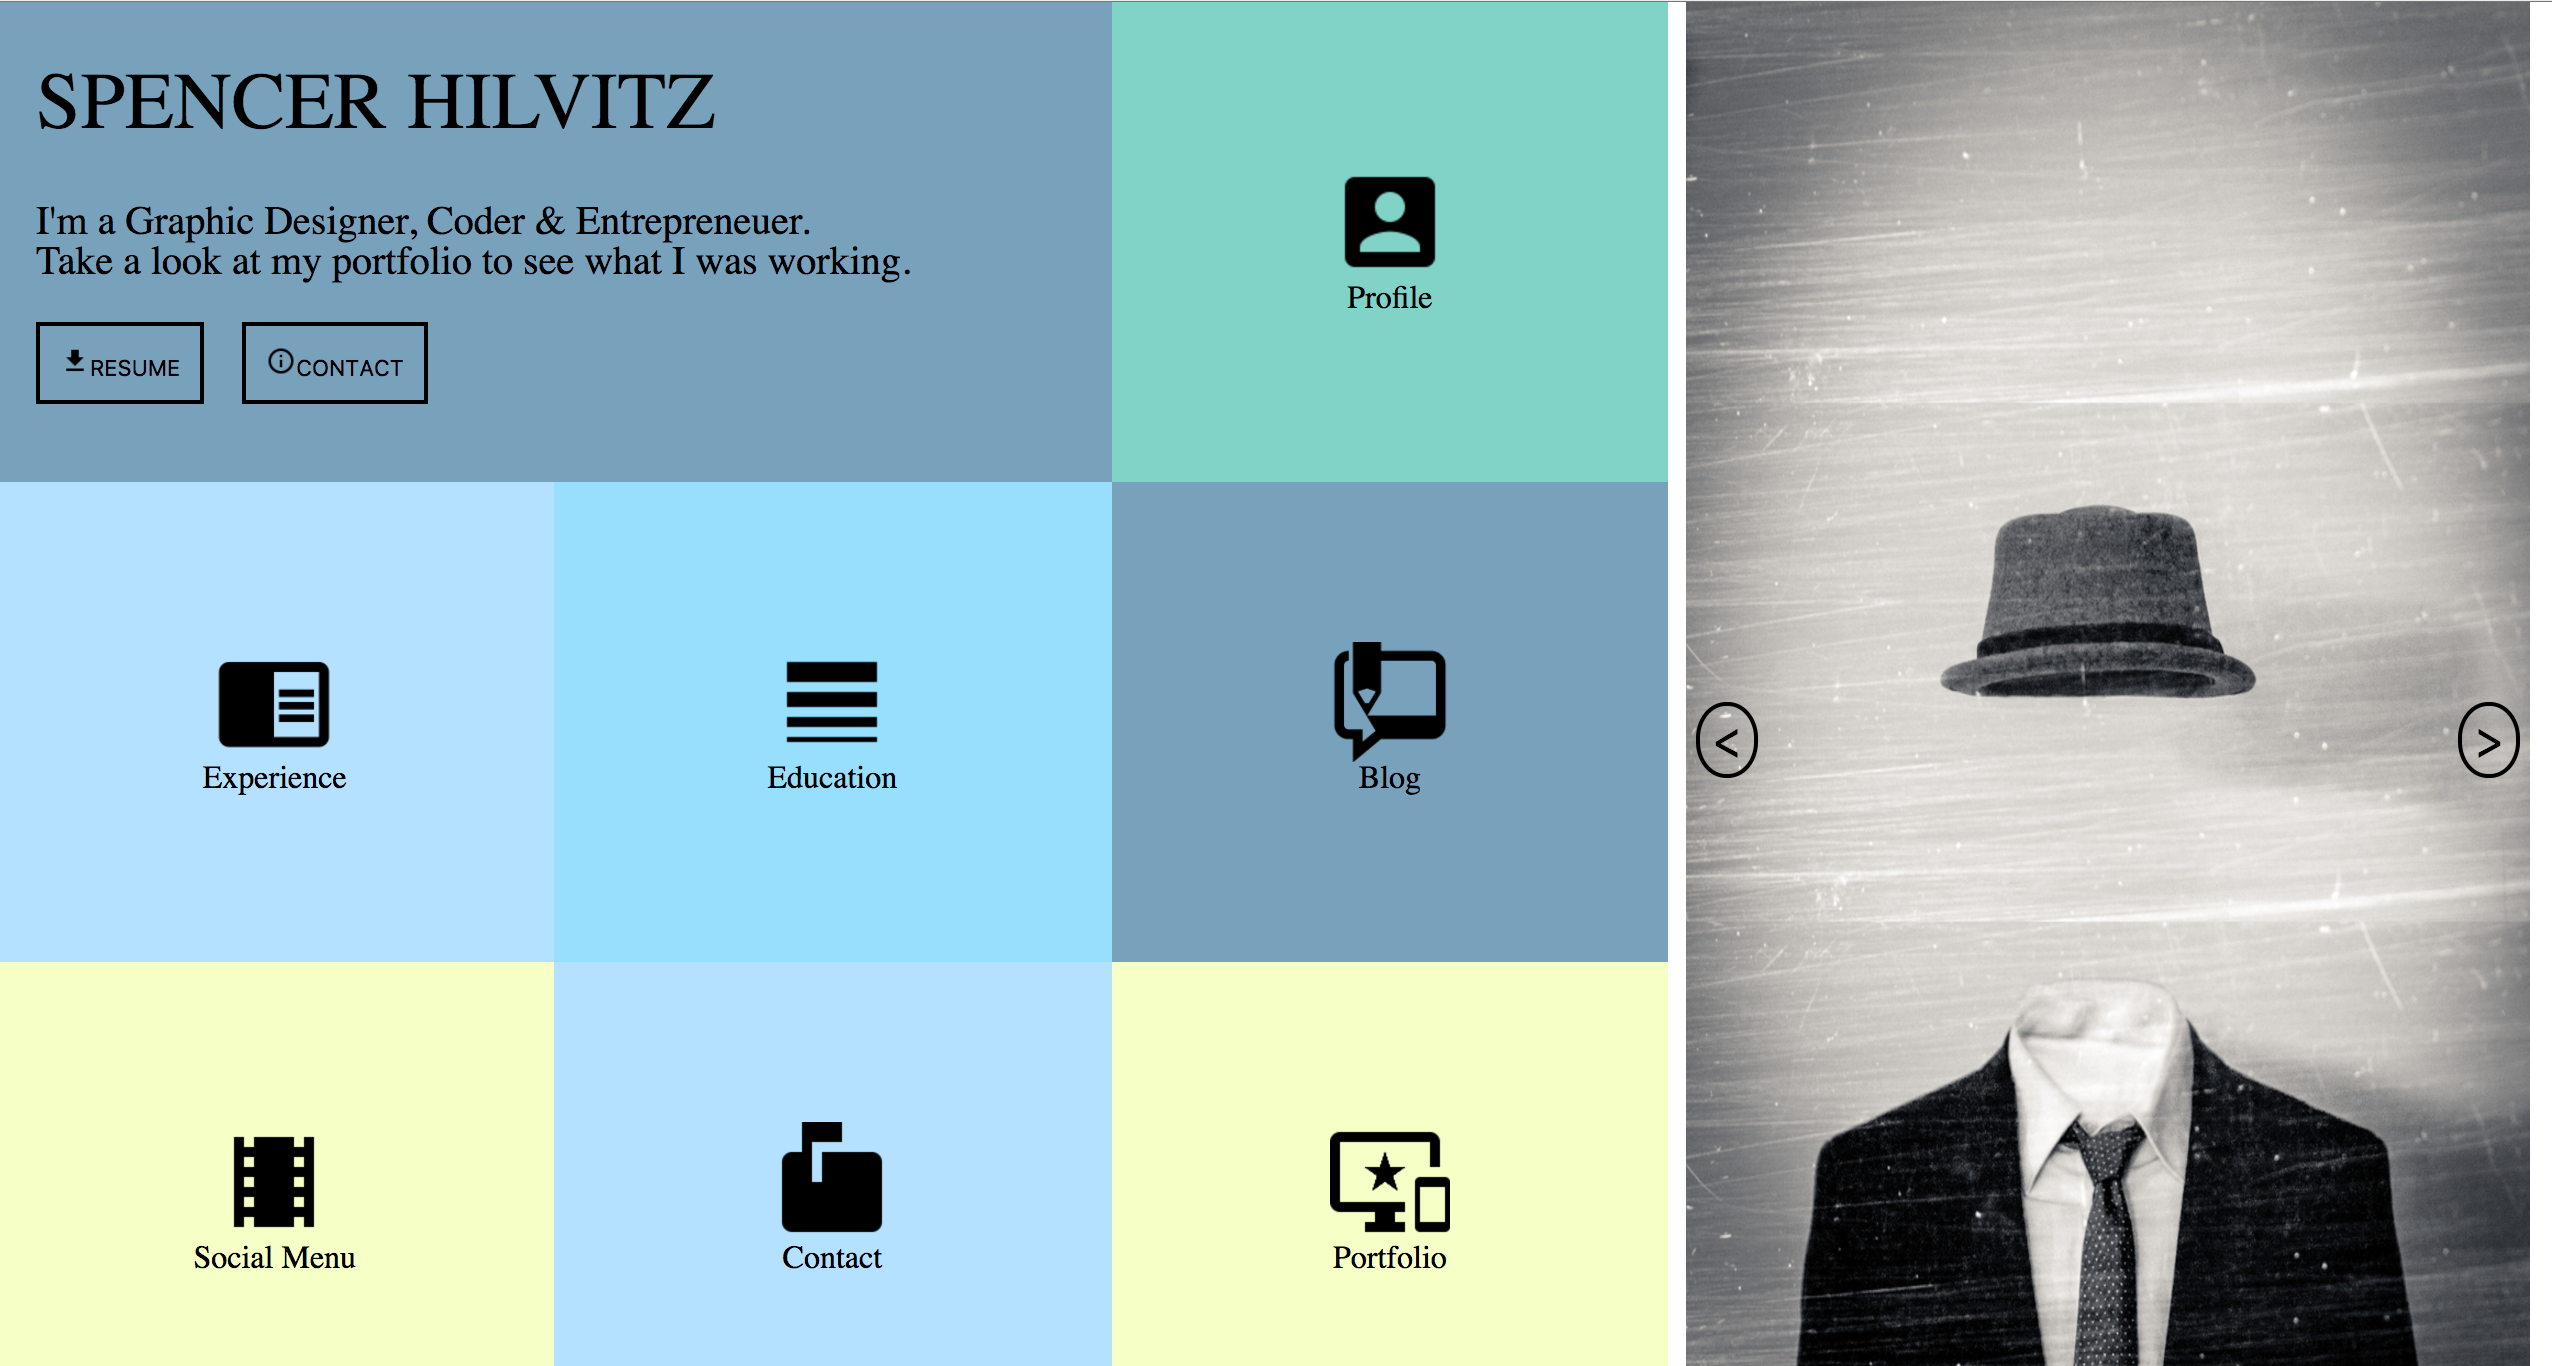 SPENCER HILVITZ
I'm a Graphic Designer, Coder & Entrepreneuer.
Take a look at my portfolio to see what I was working.
RESUME CONTACT
Profile
Experience
Education
Blog
< >
Social Menu
Contact
Portfolio